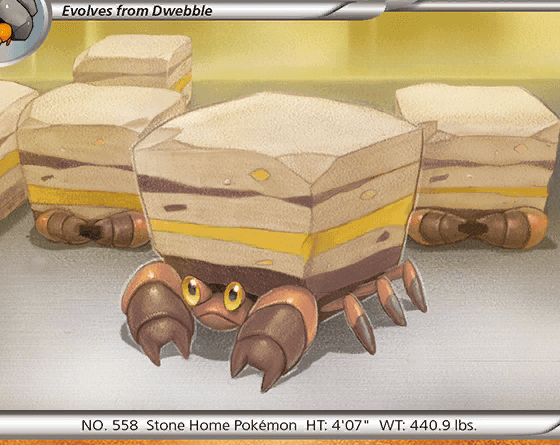 Evolves from Dwebble
NO. 558 Stone Home Pokémon HT: 4'07" WT: 440.9 lbs.